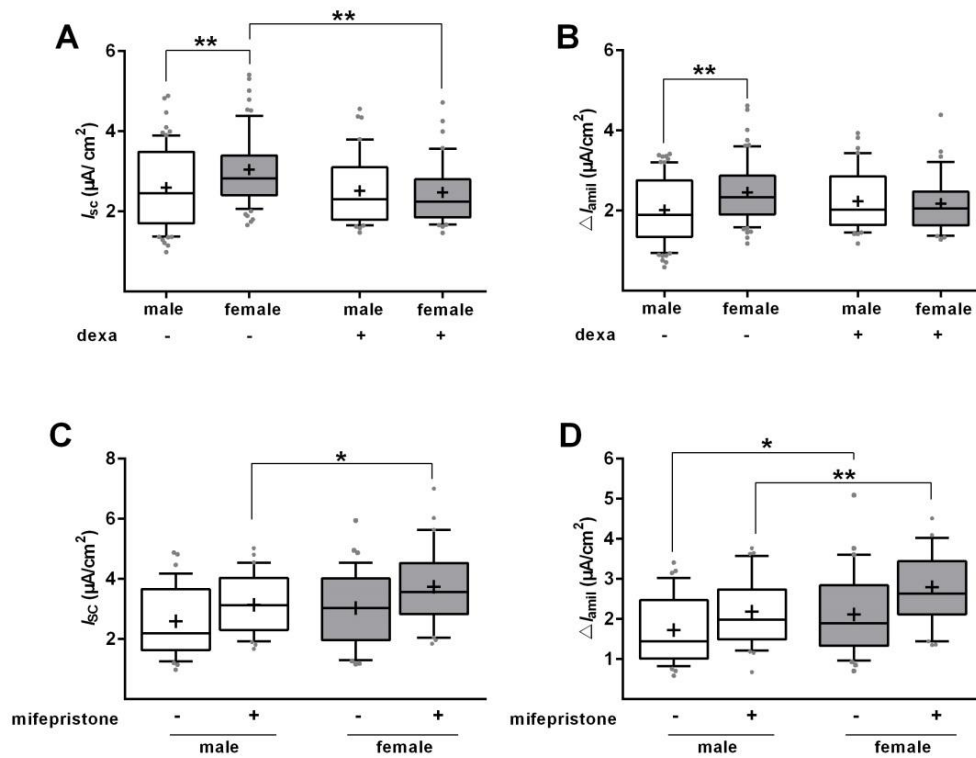 A
**
**
6
4
2
Isc (µA/ cm²)
male female male female
dexa - - + +
B
**
6
4
2
0
△Iamil (µA/cm²)
male female male female
dexa - - + +
C
*
8
6
4
2
ISC (µA/cm²)
mifepristone - + - +
male female
D
*
**
6
5
4
3
2
1
△Iamil (µA/cm²)
mifepristone - + - +
male female